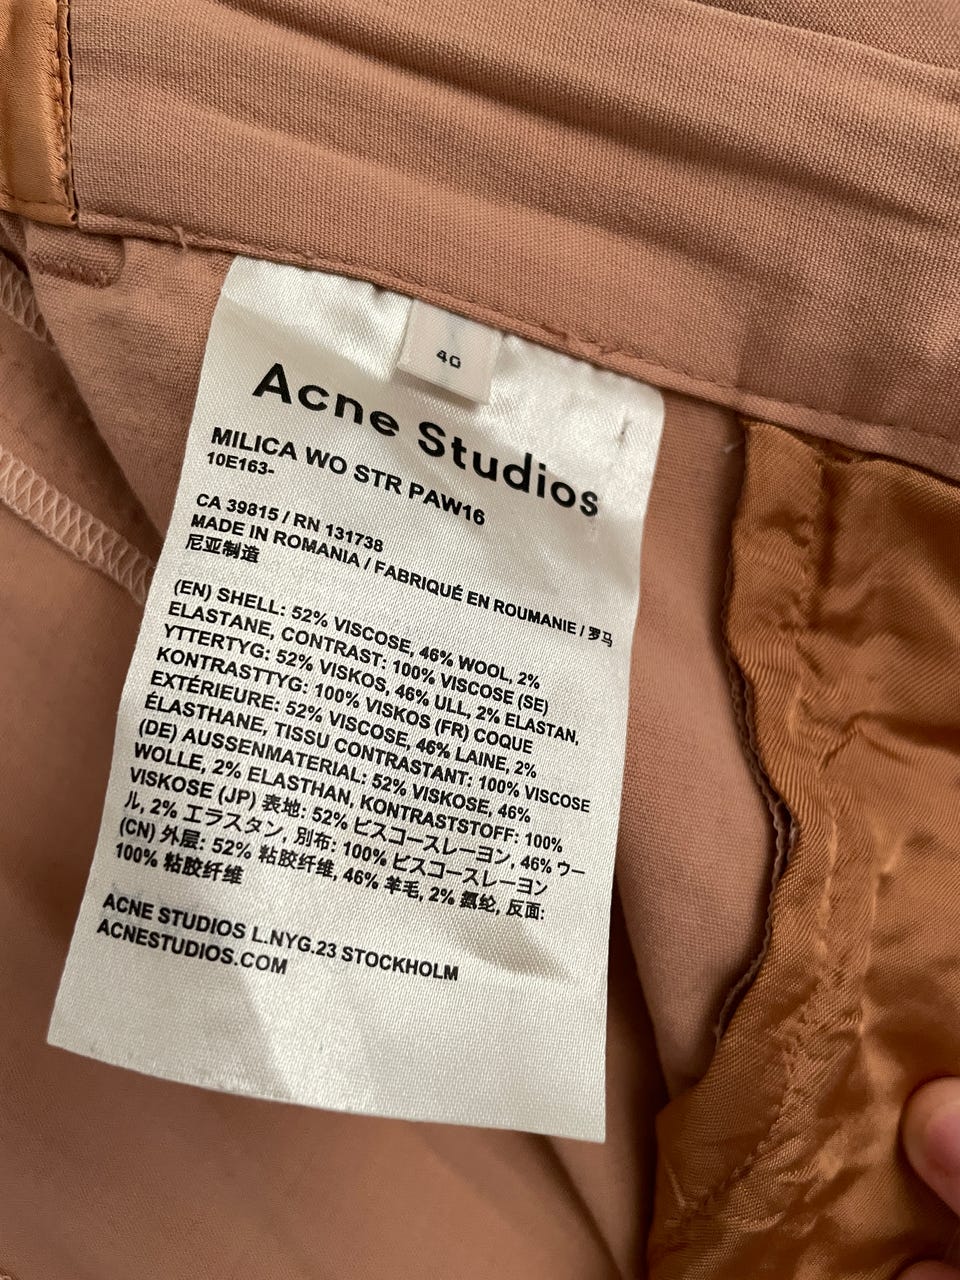 40
Acne Studios
MILICA WO STR PAW16
10E163-
CA 39815 / RN 131738
MADE IN ROMANIA / FABRIQUÉ EN ROUMANIE / 罗马
尼亚制造
(EN) SHELL: 52% VISCOSE, 46% WOOL, 2%
ELASTANE, CONTRAST: 100% VISCOSE (SE)
YTTERTYG: 52% VISKOS, 46% ULL, 2% ELASTAN,
KONTRASTTYG: 100% VISKOS (FR) COQUE
EXTÉRIEURE: 52% VISCOSE, 46% LAINE, 2%
ÉLASTHANE, TISSU CONTRASTANT: 100% VISCOSE
(DE) AUSSENMATERIAL: 52% VISKOSE, 46%
WOLLE, 2% ELASTHAN, KONTRASTSTOFF: 100%
VISKOSE (JP) 表地: 52% ビスコースレーヨン, 46% ウー
ル, 2% エラスタン, 別布: 100% ビスコースレーヨン
(CN) 外层: 52% 粘胶纤维, 46% 羊毛, 2% 氨纶, 反面:
100% 粘胶纤维
ACNE STUDIOS L.NYG.23 STOCKHOLM
ACNESTUDIOS.COM